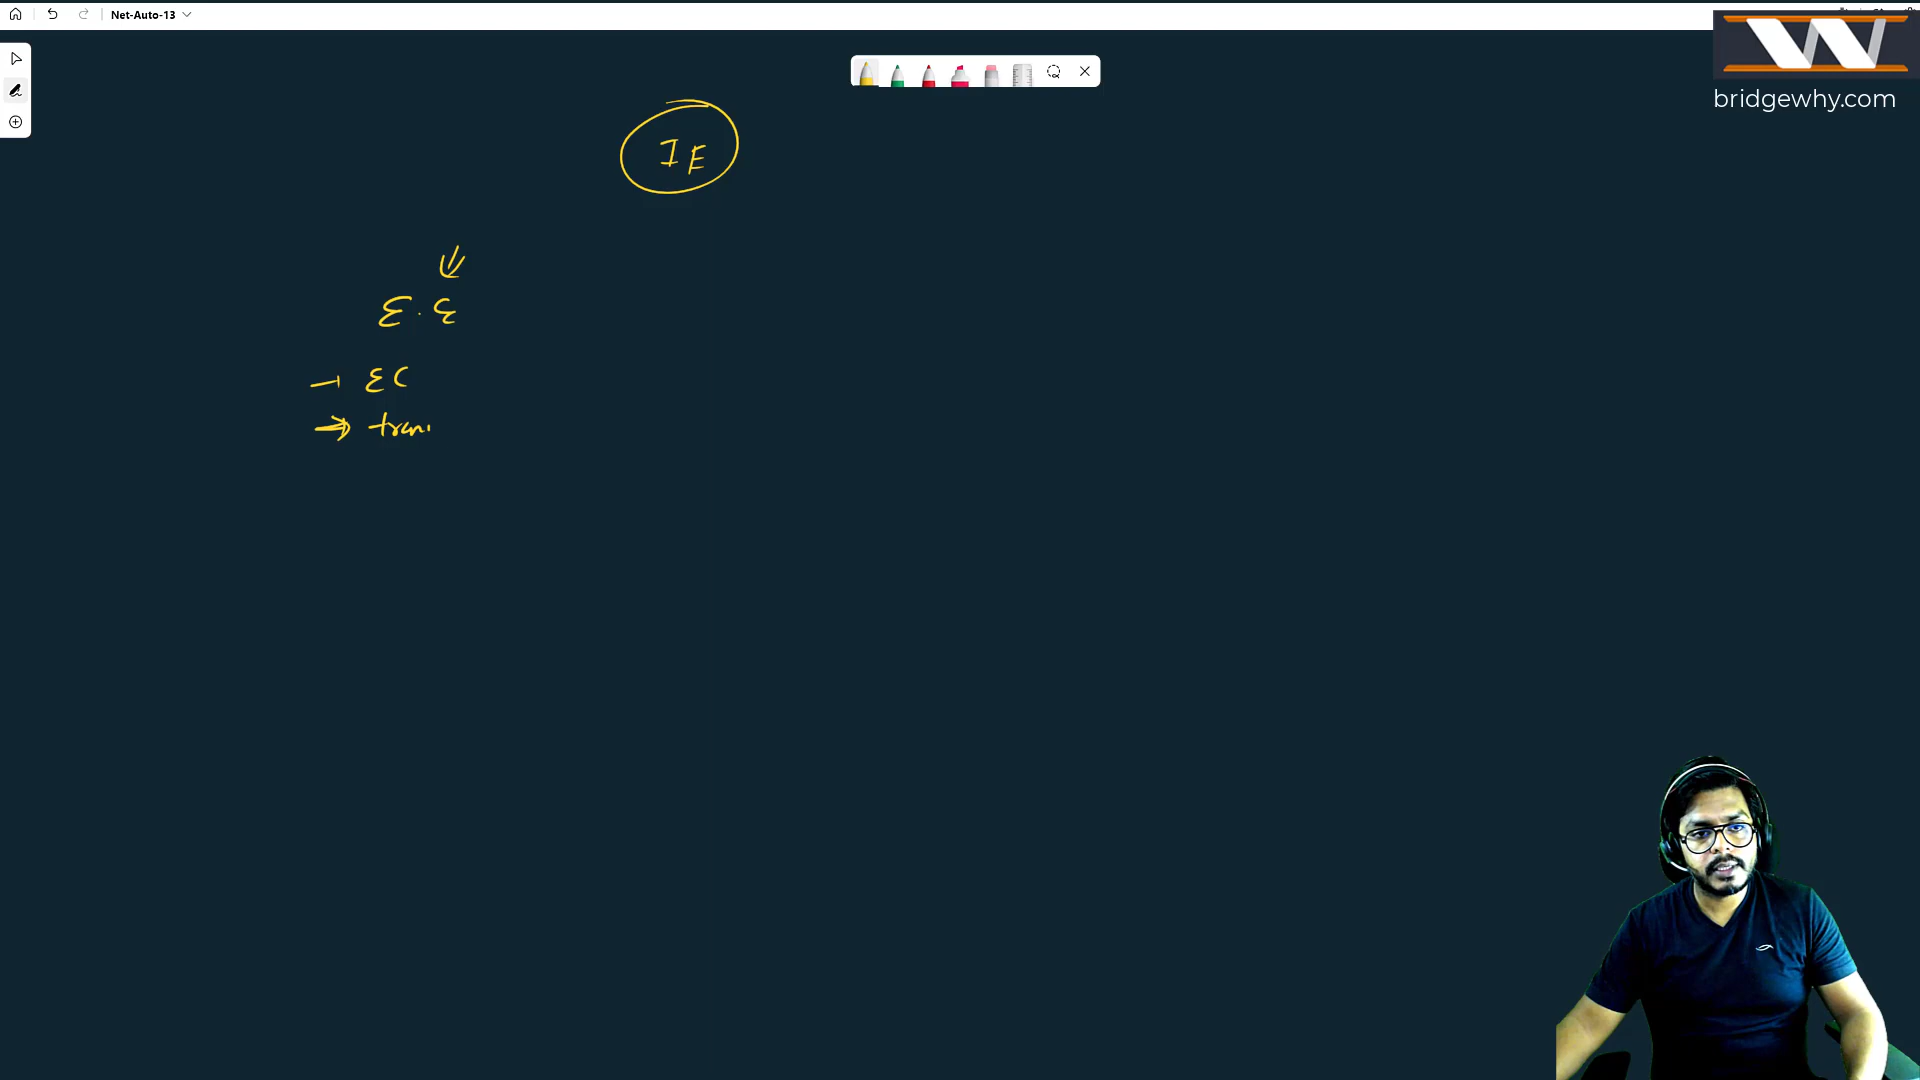 Net-Auto-13
bridgewhy.com
IE
E.E
→ EC
→ tran